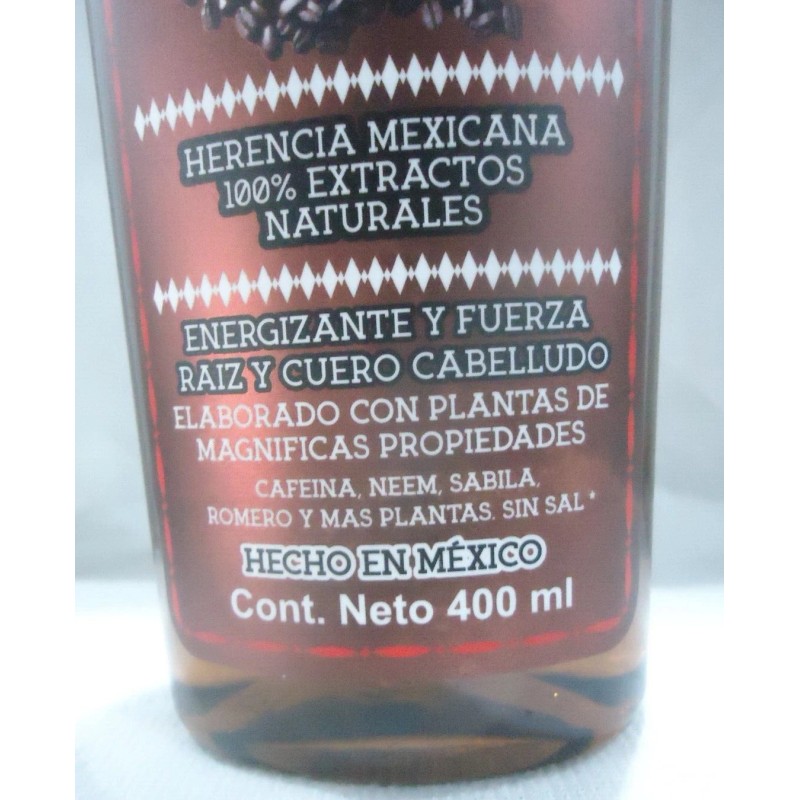 HERENCIA MEXICANA
100% EXTRACTOS
NATURALES
ENERGIZANTE Y FUERZA
RAIZ Y CUERO CABELLUDO
ELABORADO CON PLANTAS DE
MAGNIFICAS PROPIEDADES
CAFEINA, NEEM, SABILA,
ROMERO Y MAS PLANTAS. SIN SAL *
HECHO EN MÉXICO
Cont. Neto 400 ml